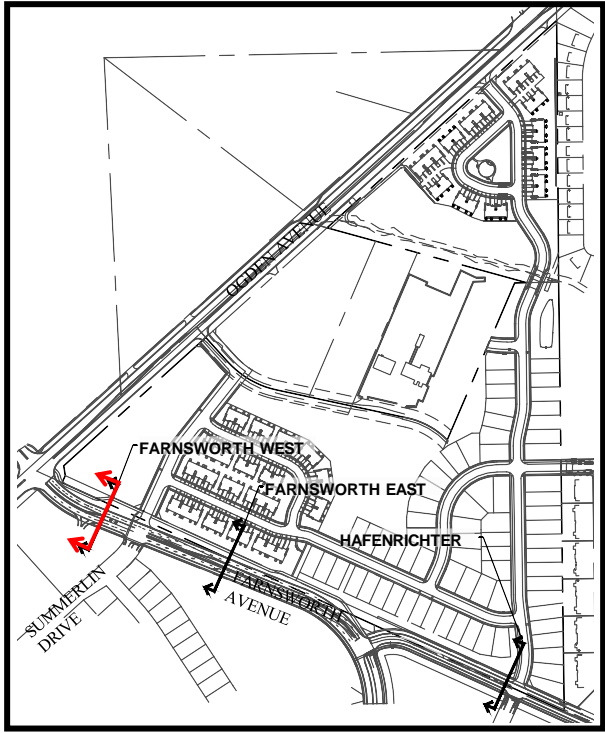 OGDEN AVENUE
FARNSWORTH WEST
FARNSWORTH EAST
HAFENRICHTER
FARNSWORTH
AVENUE
SUMMERLIN
DRIVE